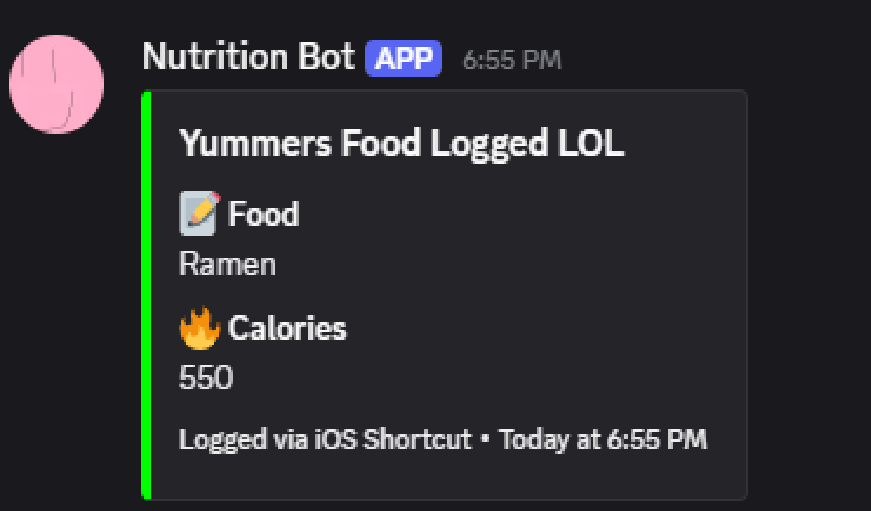 Nutrition Bot APP 6:55 PM
Yummers Food Logged LOL
📝 Food
Ramen
🔥 Calories
550
Logged via iOS Shortcut • Today at 6:55 PM